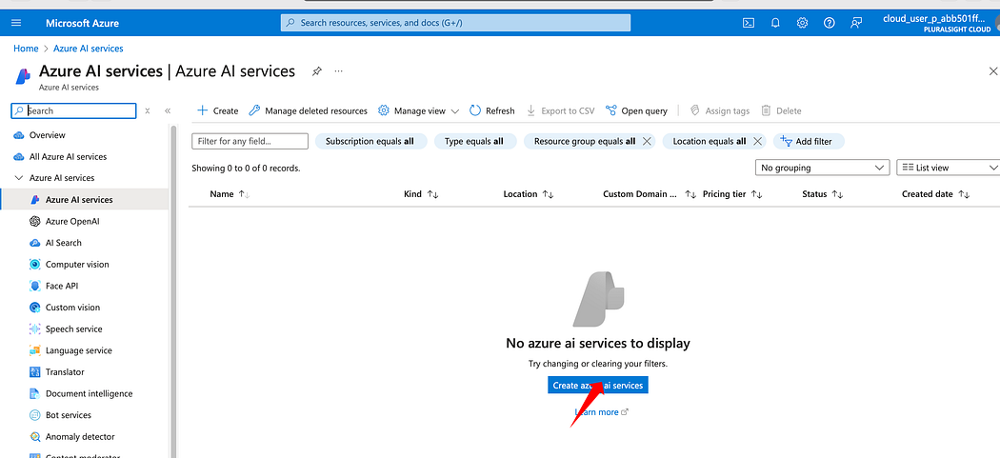 Microsoft Azure
Search resources, services, and docs (G+/)
cloud_user_p_abb501ff...
PLURALSIGHT CLOUD
Home > Azure AI services
Azure AI services | Azure AI services
Azure AI services
Search
Create
Manage deleted resources
Manage view
Refresh
Export to CSV
Open query
Assign tags
Delete
Overview
All Azure AI services
Azure AI services
Azure AI services
Azure OpenAI
AI Search
Computer vision
Face API
Custom vision
Speech service
Language service
Translator
Document intelligence
Bot services
Anomaly detector
Filter for any field...
Subscription equals all
Type equals all
Resource group equals all
Location equals all
Add filter
Showing 0 to 0 of 0 records.
No grouping
List view
Name
Kind
Location
Custom Domain ...
Pricing tier
Status
Created date
No azure ai services to display
Try changing or clearing your filters.
Create azure ai services
Learn more